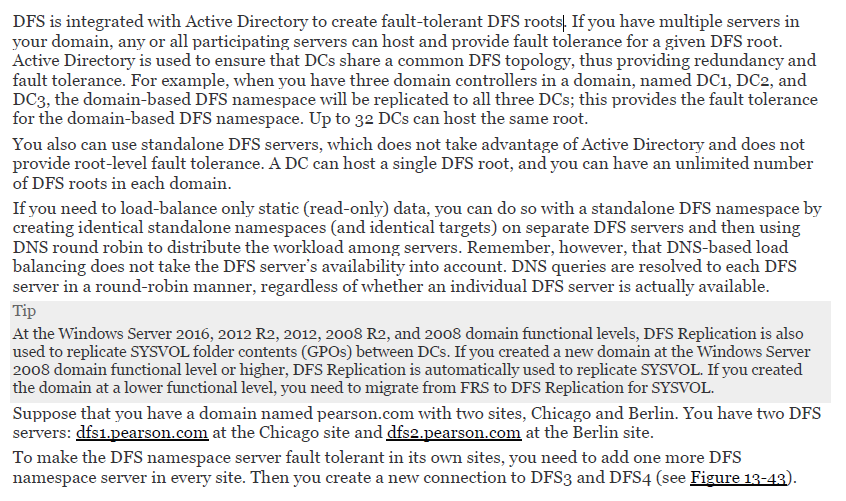 DFS is integrated with Active Directory to create fault-tolerant DFS roots. If you have multiple servers in
your domain, any or all participating servers can host and provide fault tolerance for a given DFS root.
Active Directory is used to ensure that DCs share a common DFS topology, thus providing redundancy and
fault tolerance. For example, when you have three domain controllers in a domain, named DC1, DC2, and
DC3, the domain-based DFS namespace will be replicated to all three DCs; this provides the fault tolerance
for the domain-based DFS namespace. Up to 32 DCs can host the same root.
You also can use standalone DFS servers, which does not take advantage of Active Directory and does not
provide root-level fault tolerance. A DC can host a single DFS root, and you can have an unlimited number
of DFS roots in each domain.
If you need to load-balance only static (read-only) data, you can do so with a standalone DFS namespace by
creating identical standalone namespaces (and identical targets) on separate DFS servers and then using
DNS round robin to distribute the workload among servers. Remember, however, that DNS-based load
balancing does not take the DFS server’s availability into account. DNS queries are resolved to each DFS
server in a round-robin manner, regardless of whether an individual DFS server is actually available.
Tip
At the Windows Server 2016, 2012 R2, 2012, 2008 R2, and 2008 domain functional levels, DFS Replication is also
used to replicate SYSVOL folder contents (GPOs) between DCs. If you created a new domain at the Windows Server
2008 domain functional level or higher, DFS Replication is automatically used to replicate SYSVOL. If you created
the domain at a lower functional level, you need to migrate from FRS to DFS Replication for SYSVOL.
Suppose that you have a domain named pearson.com with two sites, Chicago and Berlin. You have two DFS
servers: dfs1.pearson.com at the Chicago site and dfs2.pearson.com at the Berlin site.
To make the DFS namespace server fault tolerant in its own sites, you need to add one more DFS
namespace server in every site. Then you create a new connection to DFS3 and DFS4 (see Figure 13-43).